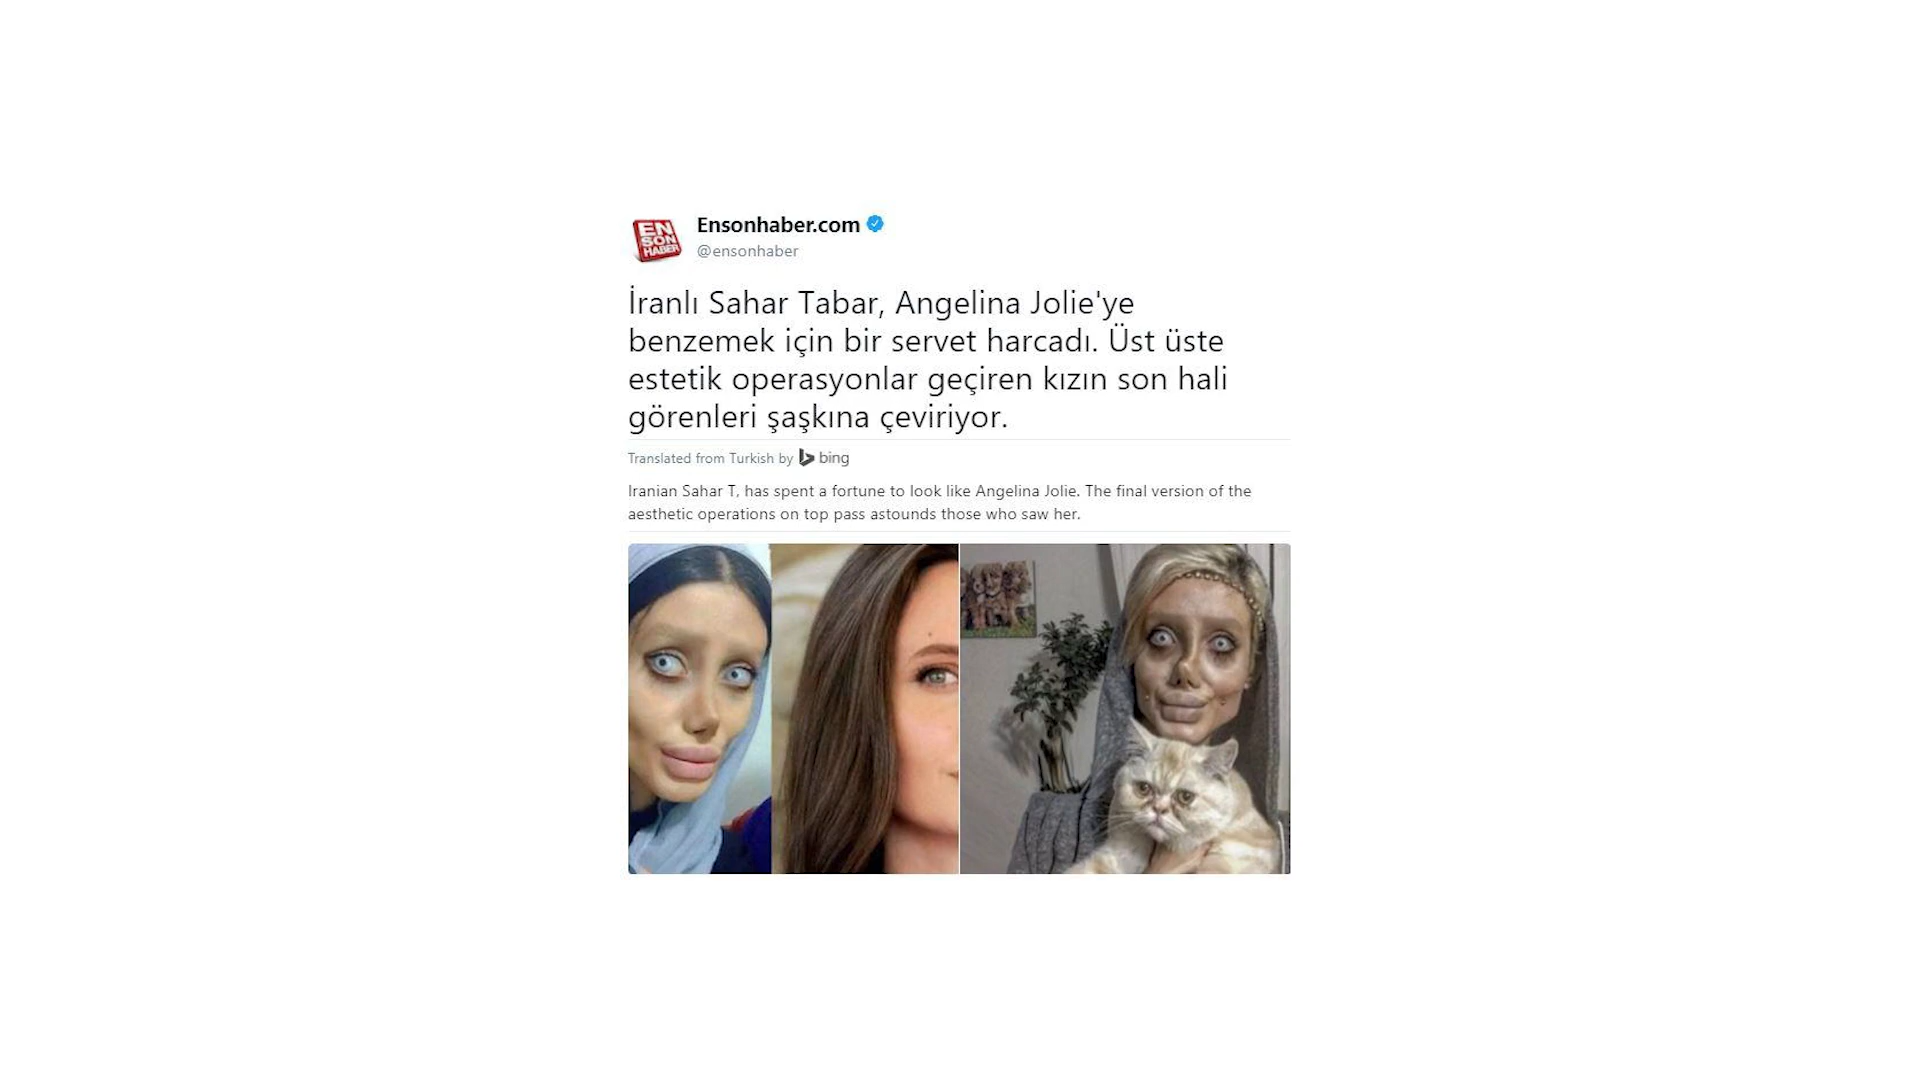 EN
SON
HABER
Ensonhaber.com
@ensonhaber
İranlı Sahar Tabar, Angelina Jolie'ye
benzemek için bir servet harcadı. Üst üste
estetik operasyonlar geçiren kızın son hali
görenleri şaşkına çeviriyor.
Translated from Turkish by bing
Iranian Sahar T, has spent a fortune to look like Angelina Jolie. The final version of the
aesthetic operations on top pass astounds those who saw her.